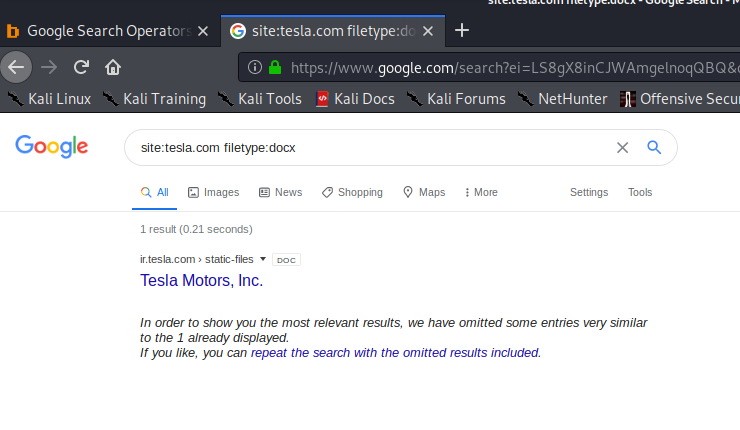 site:tesla.com filetype:docx - Google Search - M
Google Search Operators
site:tesla.com filetype:do
https://www.google.com/search?ei=LS8gX8inCJWAmgelnoqQBQ&
Kali Linux Kali Training Kali Tools Kali Docs Kali Forums NetHunter Offensive Secur
Google
site:tesla.com filetype:docx
All Images News Shopping Maps More Settings Tools
1 result (0.21 seconds)
ir.tesla.com › static-files DOC
Tesla Motors, Inc.
In order to show you the most relevant results, we have omitted some entries very similar
to the 1 already displayed.
If you like, you can repeat the search with the omitted results included.